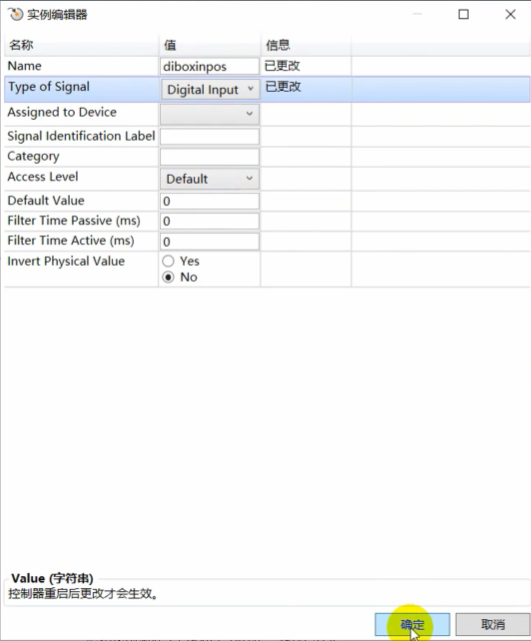 实例编辑器
名称 值 信息
Name diboxinpos 已更改
Type of Signal Digital Input 已更改
Assigned to Device
Signal Identification Label
Category
Access Level Default
Default Value 0
Filter Time Passive (ms) 0
Filter Time Active (ms) 0
Invert Physical Value Yes
No
Value (字符串)
控制器重启后更改才会生效。
确定 取消